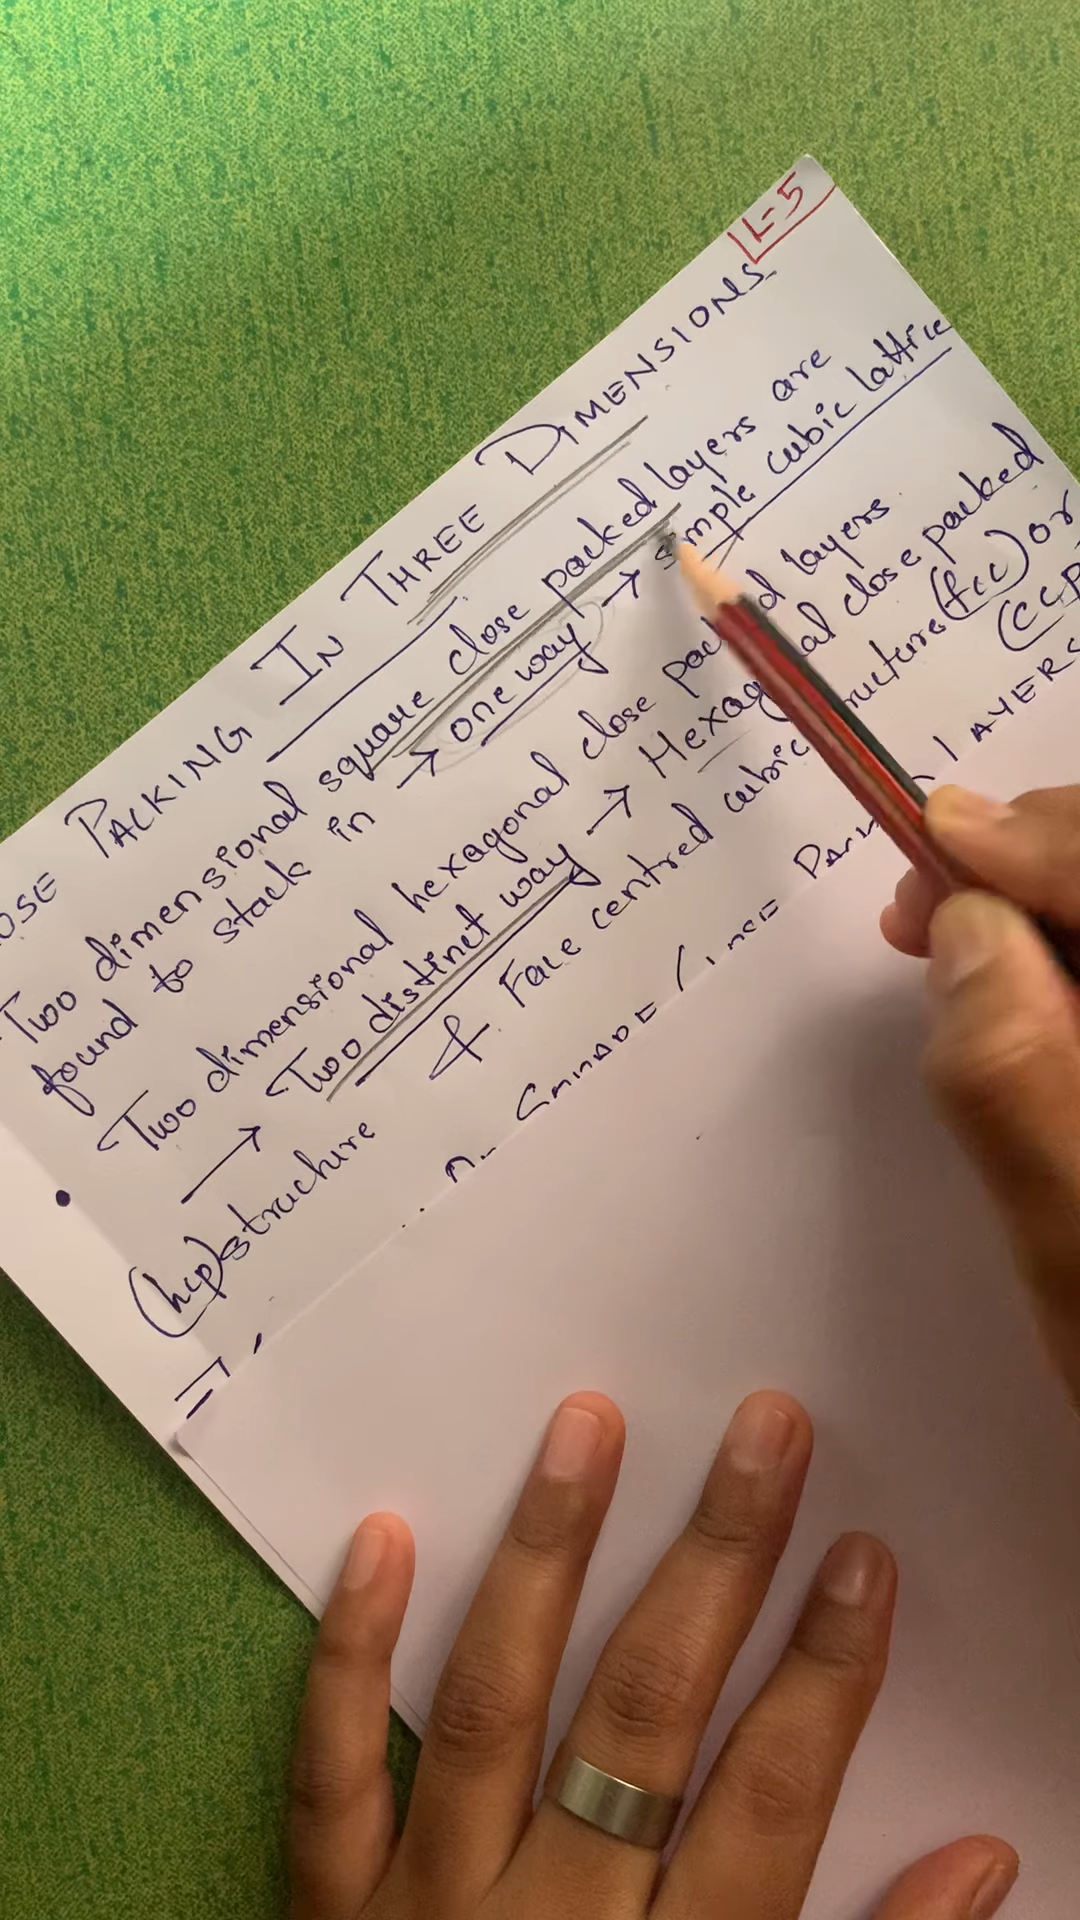 L-5
PACKING IN THREE DIMENSIONS
Two dimensional square close packed layers are
found to stack in → one way → simple cubic lattice
Two dimensional hexagonal close packed layers
→ Two distinct way → Hexagonal close packed
(hcp) structure & Face centred cubic structure (fcc) or
(CCP
LAYERS